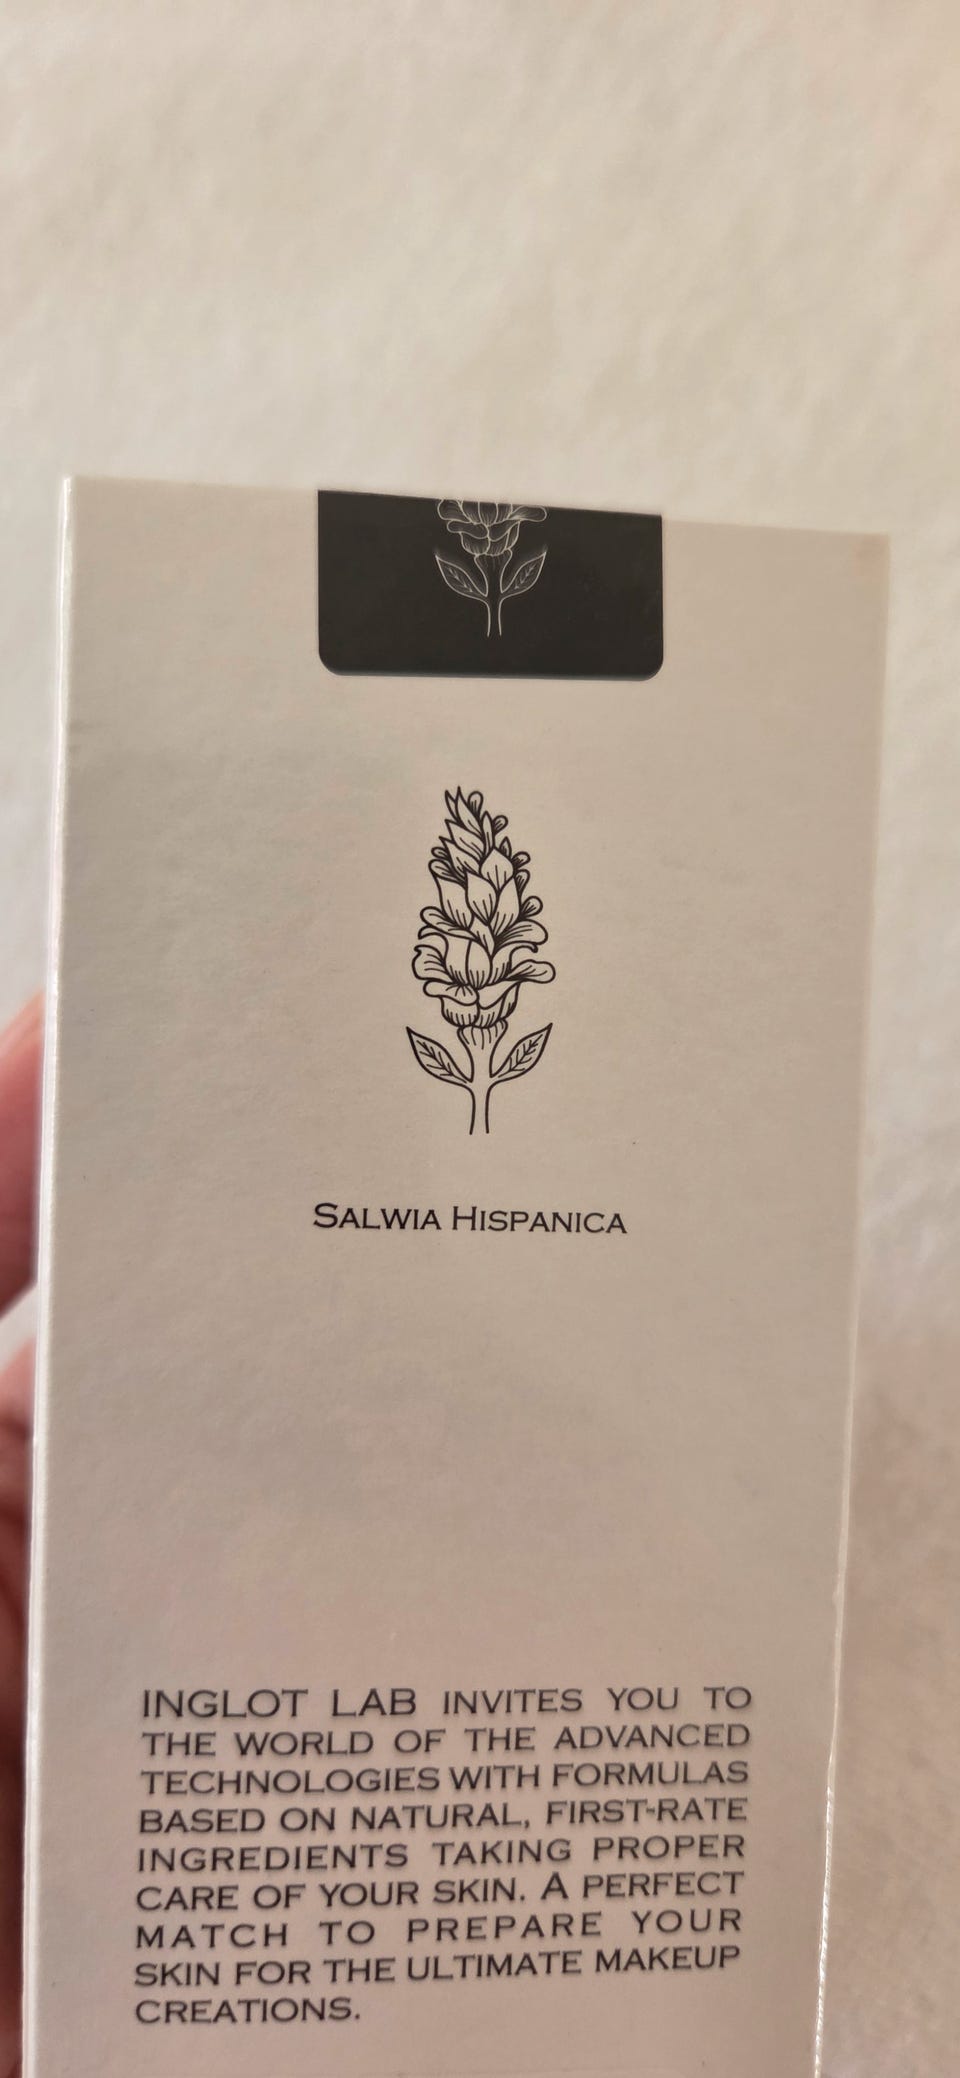 SALWIA HISPANICA
INGLOT LAB INVITES YOU TO
THE WORLD OF THE ADVANCED
TECHNOLOGIES WITH FORMULAS
BASED ON NATURAL, FIRST-RATE
INGREDIENTS TAKING PROPER
CARE OF YOUR SKIN. A PERFECT
MATCH TO PREPARE YOUR
SKIN FOR THE ULTIMATE MAKEUP
CREATIONS.